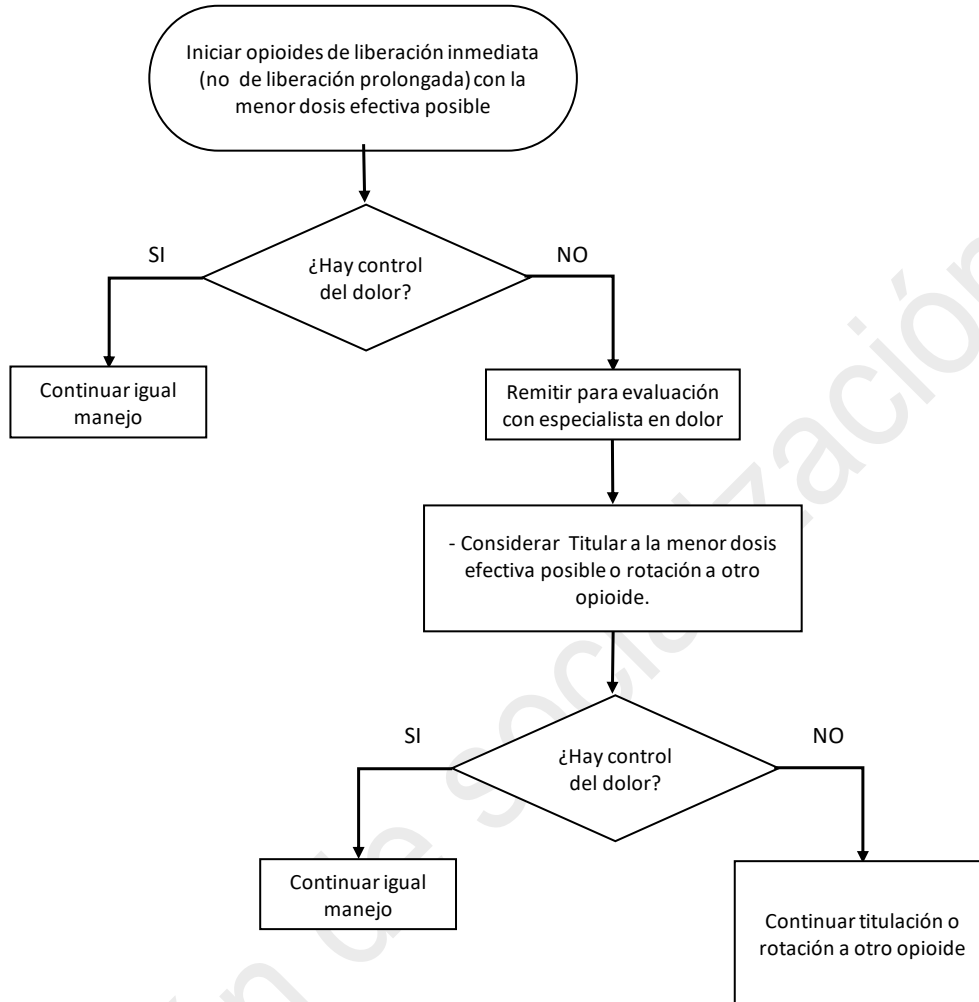 Iniciar opioides de liberación inmediata
(no de liberación prolongada) con la
menor dosis efectiva posible
¿Hay control
del dolor?
SI
NO
Continuar igual
manejo
Remitir para evaluación
con especialista en dolor
- Considerar Titular a la menor dosis
efectiva posible o rotación a otro
opioide.
¿Hay control
del dolor?
SI
NO
Continuar igual
manejo
Continuar titulación o
rotación a otro opioide
de socialización